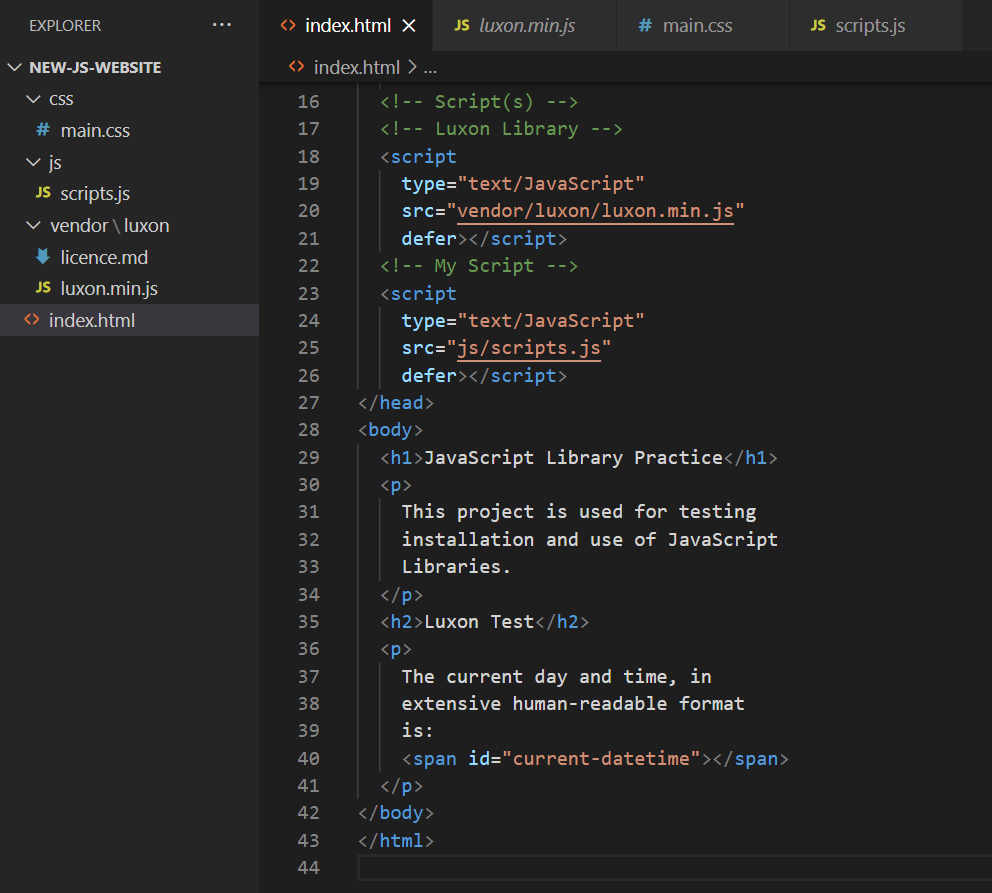 EXPLORER ...
NEW-JS-WEBSITE
css
# main.css
js
JS scripts.js
vendor\luxon
licence.md
JS luxon.min.js
<> index.html
<> index.html × JS luxon.min.js # main.css JS scripts.js
<> index.html > ...
16 <!-- Script(s) -->
17 <!-- Luxon Library -->
18 <script
19 type="text/JavaScript"
20 src="vendor/luxon/luxon.min.js"
21 defer></script>
22 <!-- My Script -->
23 <script
24 type="text/JavaScript"
25 src="js/scripts.js"
26 defer></script>
27 </head>
28 <body>
29 <h1>JavaScript Library Practice</h1>
30 <p>
31 This project is used for testing
32 installation and use of JavaScript
33 Libraries.
34 </p>
35 <h2>Luxon Test</h2>
36 <p>
37 The current day and time, in
38 extensive human-readable format
39 is:
40 <span id="current-datetime"></span>
41 </p>
42 </body>
43 </html>
44